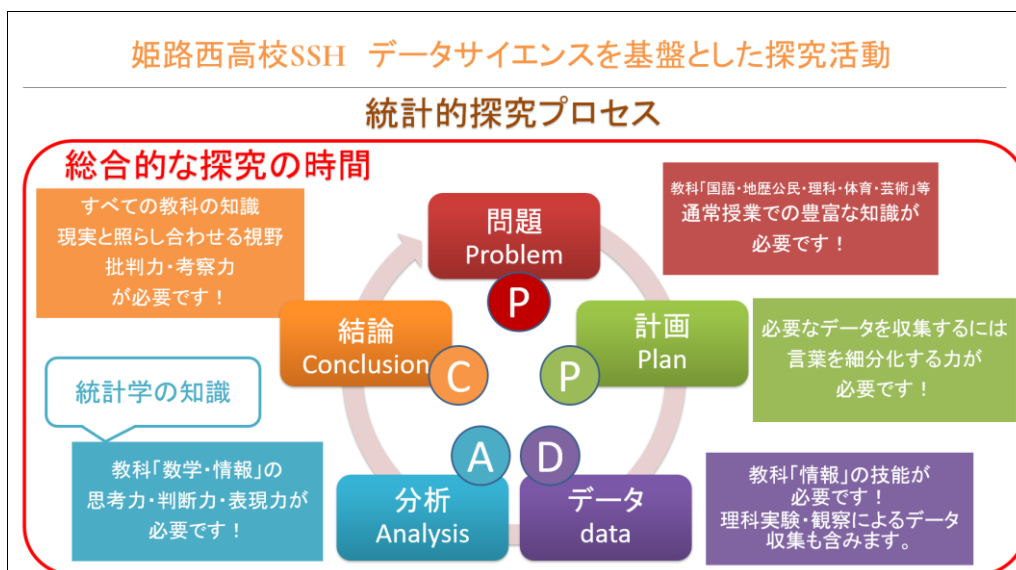 姫路西高校SSH　データサイエンスを基盤とした探究活動
統計的探究プロセス
総合的な探究の時間
すべての教科の知識
現実と照らし合わせる視野
批判力・考察力
が必要です！
問題
Problem
P
教科「国語・地歴公民・理科・体育・芸術」等
通常授業での豊富な知識が
必要です！
結論
Conclusion
C
計画
Plan
P
必要なデータを収集するには
言葉を細分化する力が
必要です！
統計学の知識
教科「数学・情報」の
思考力・判断力・表現力が
必要です！
A
分析
Analysis
D
データ
data
教科「情報」の技能が
必要です！
理科実験・観察によるデータ
収集も含みます。